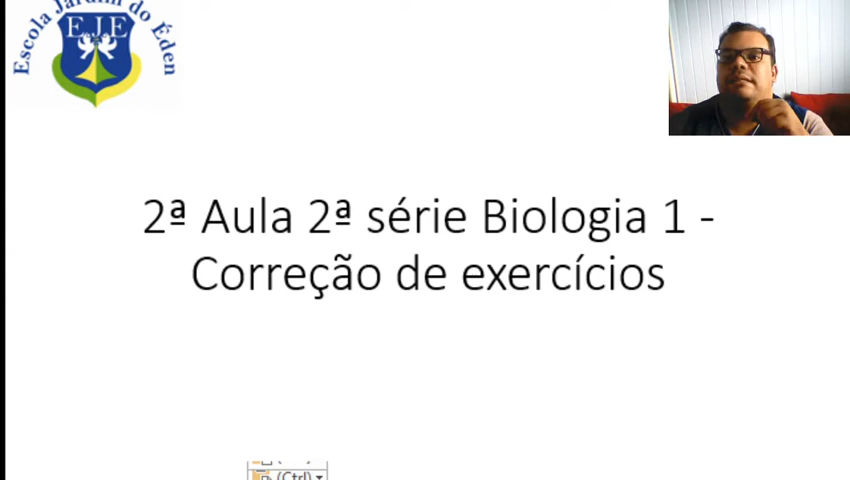 Escola Jardim do Éden
EJE
2ª Aula 2ª série Biologia 1 -
Correção de exercícios
(Ctrl)